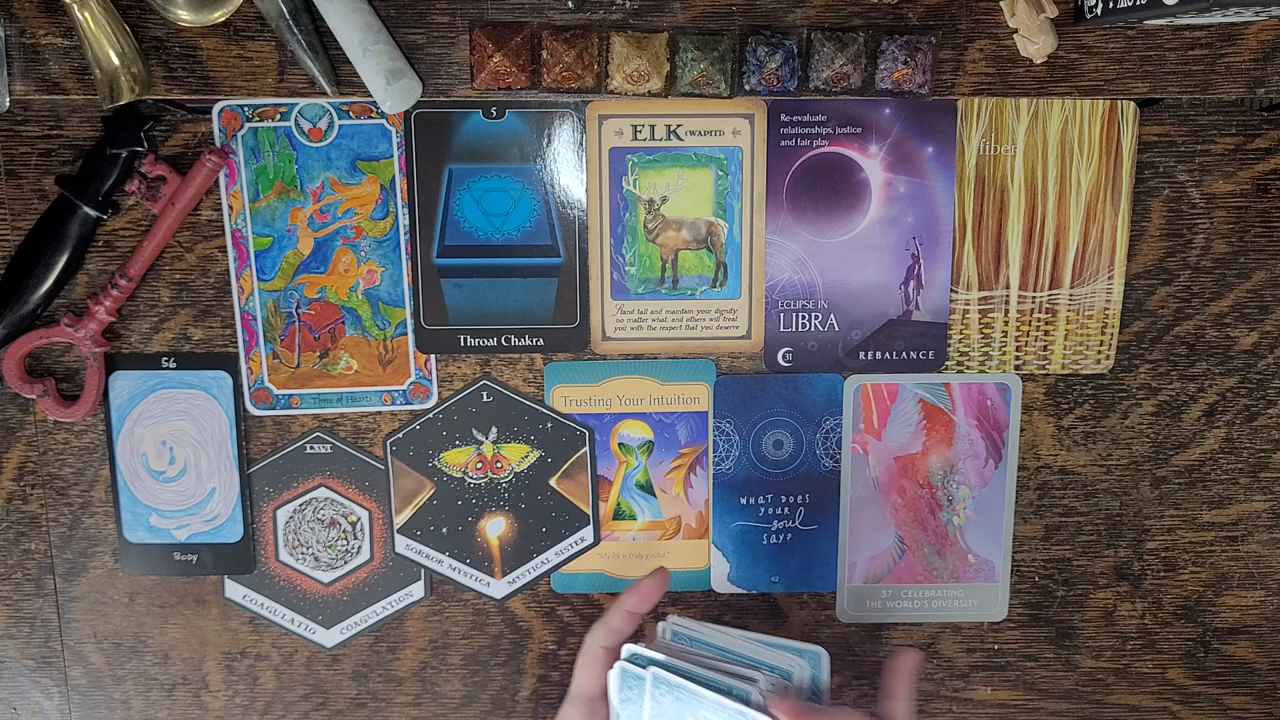 Three of Hearts
5
Throat Chakra
ELK (WAPITI)
Stand tall and maintain your dignity
no matter what, and others will treat
you with the respect that you deserve
Re-evaluate
relationships, justice
and fair play
ECLIPSE IN
LIBRA
31
REBALANCE
fiber
56
BODY
LXVI
COAGULATIO
COAGULATION
L
SORROR MYSTICA
MYSTICAL SISTER
Trusting Your Intuition
"My life is truly guided."
WHAT DOES
YOUR
soul
SAY?
62
37 · CELEBRATING
THE WORLD'S DIVERSITY